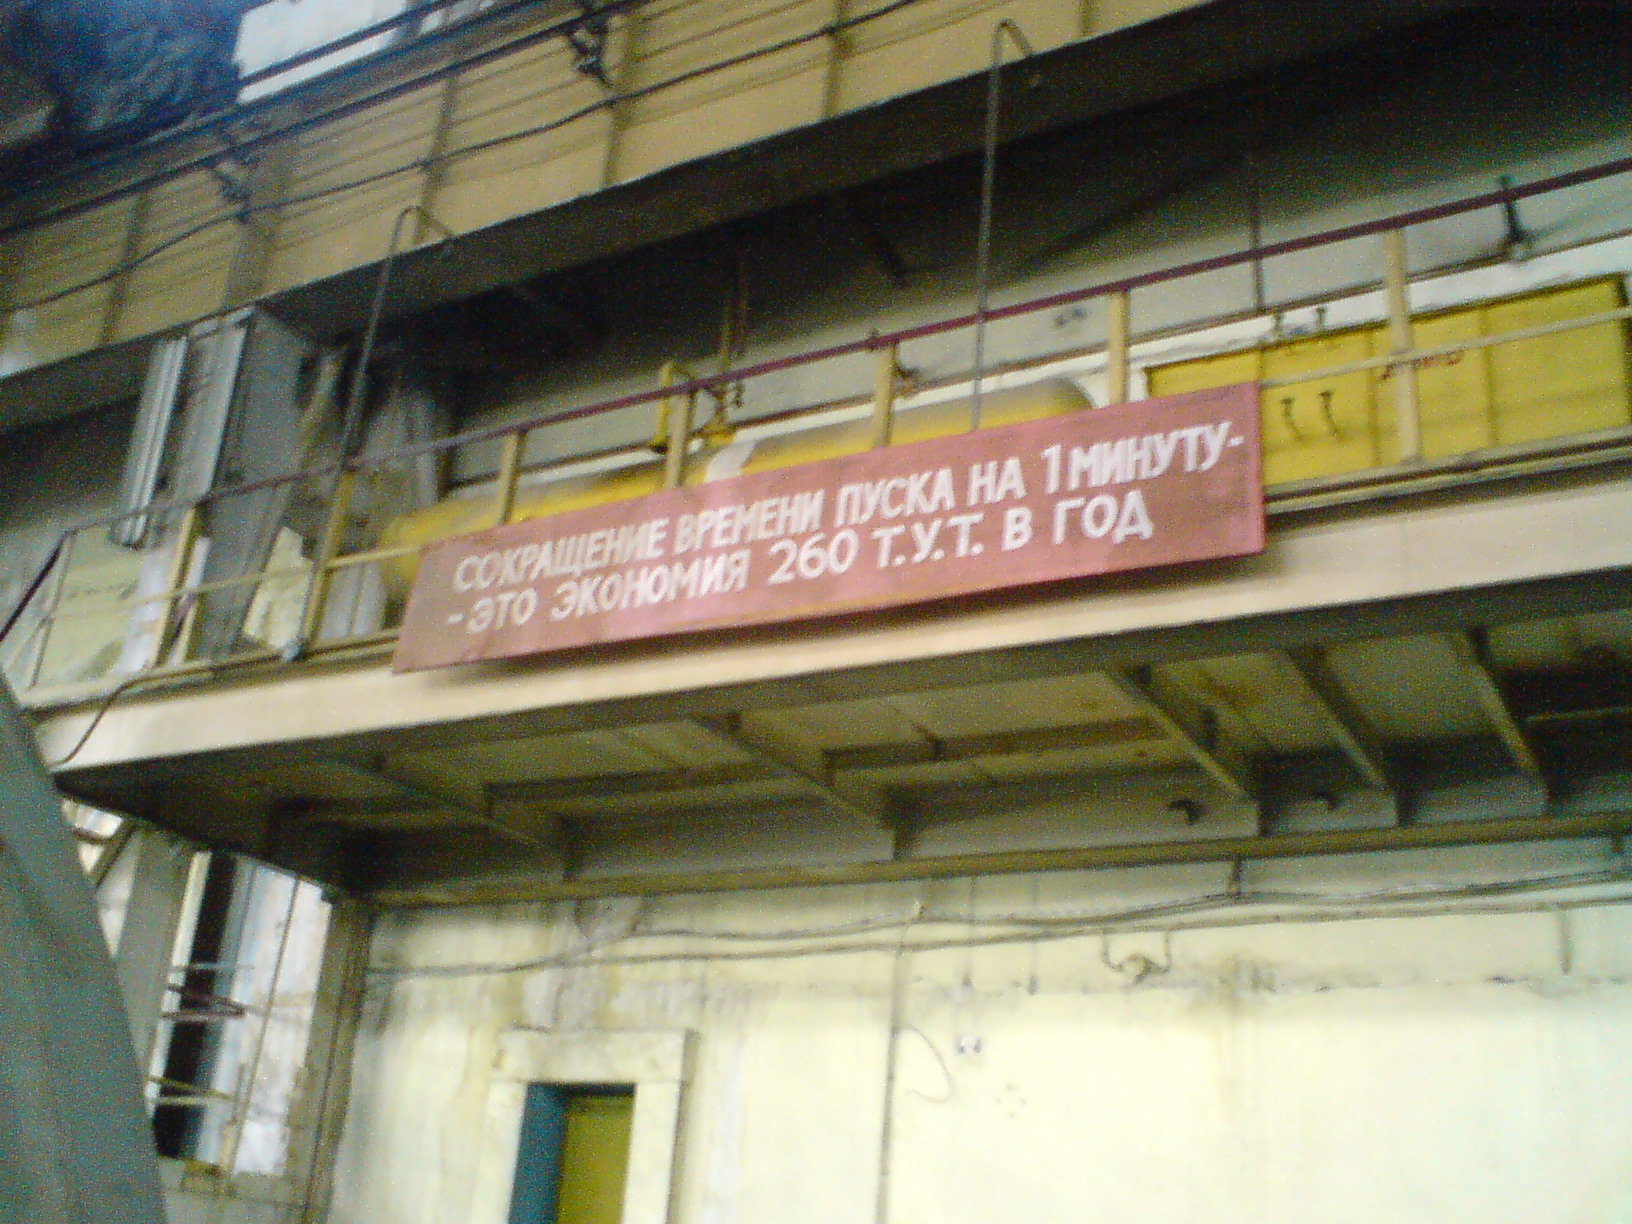 СОКРАЩЕНИЕ ВРЕМЕНИ ПУСКА НА 1 МИНУТУ-
-ЭТО ЭКОНОМИЯ 260 Т.У.Т. В ГОД